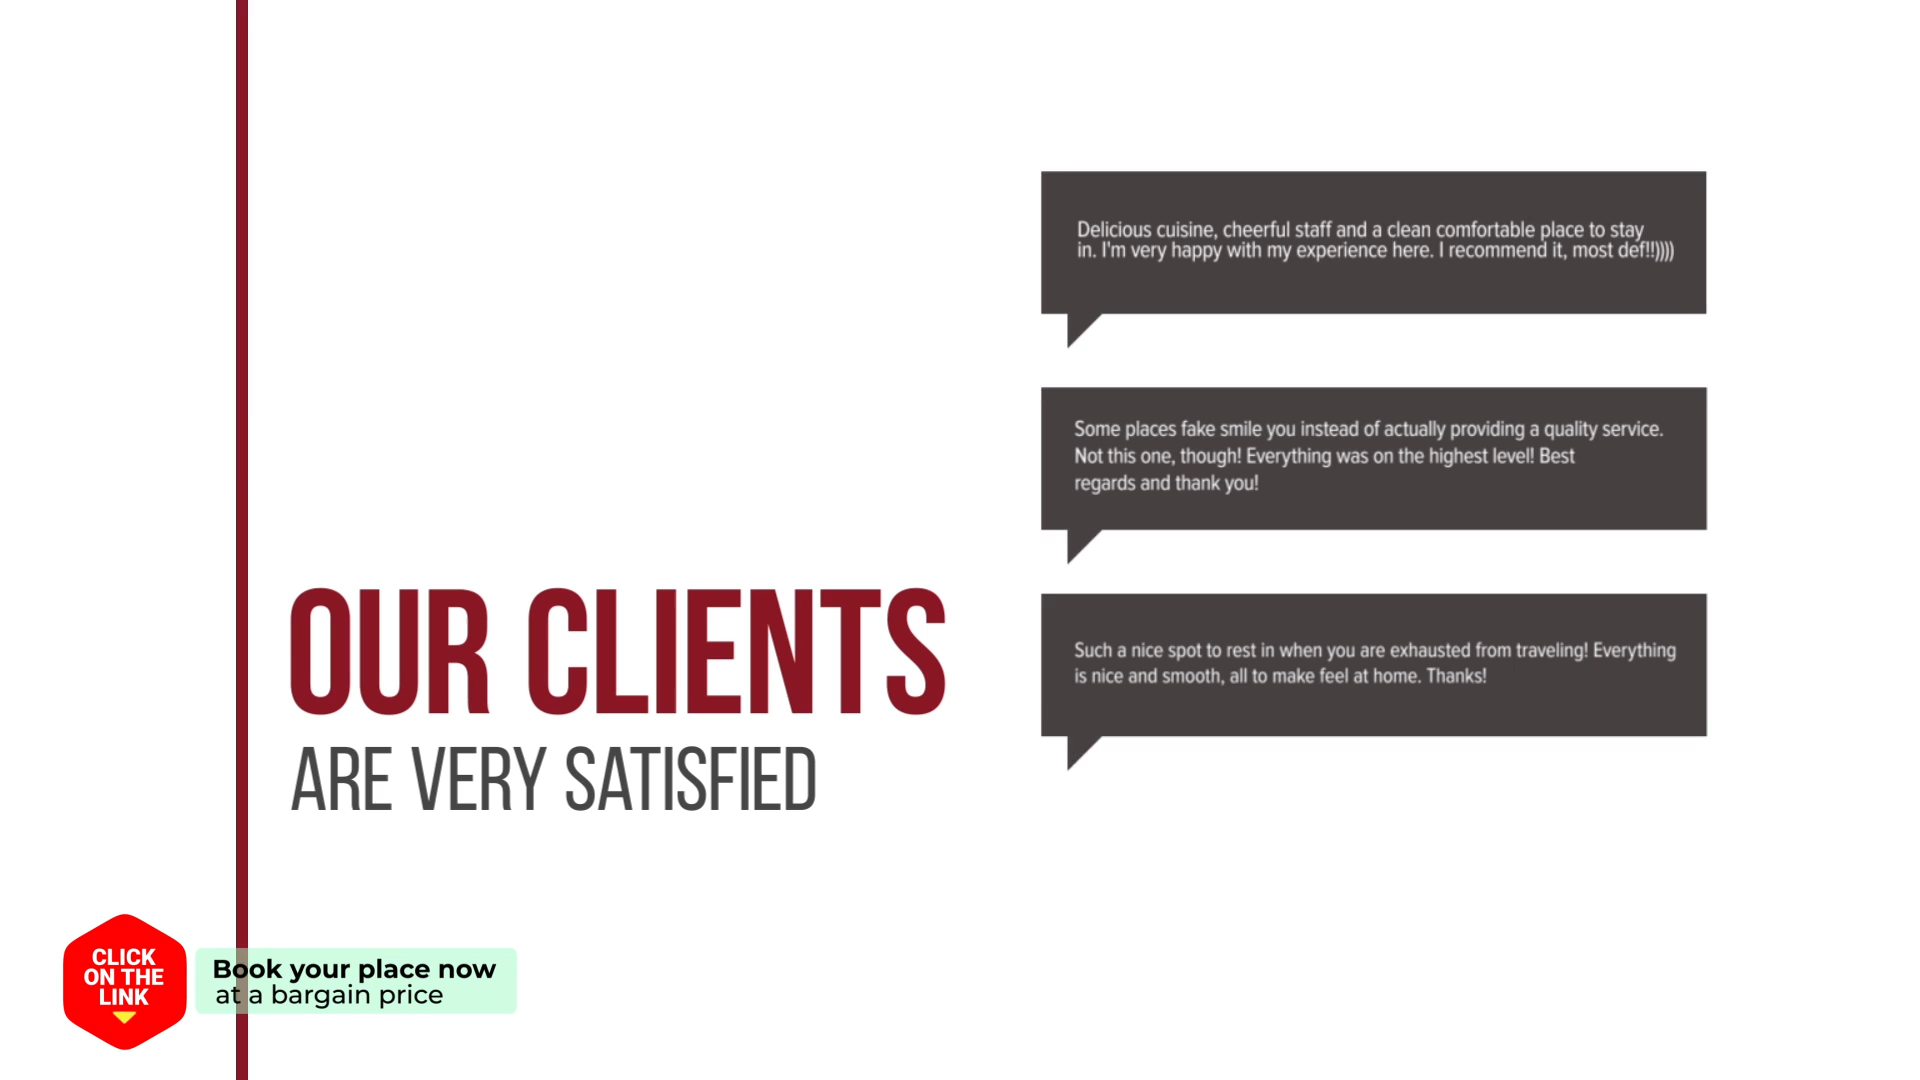 Delicious cuisine, cheerful staff and a clean comfortable place to stay
in. I'm very happy with my experience here. I recommend it, most def!!))))
Some places fake smile you instead of actually providing a quality service.
Not this one, though! Everything was on the highest level! Best
regards and thank you!
Such a nice spot to rest in when you are exhausted from traveling! Everything
is nice and smooth, all to make feel at home. Thanks!
OUR CLIENTS
ARE VERY SATISFIED
CLICK
ON THE
LINK
Book your place now
at a bargain price